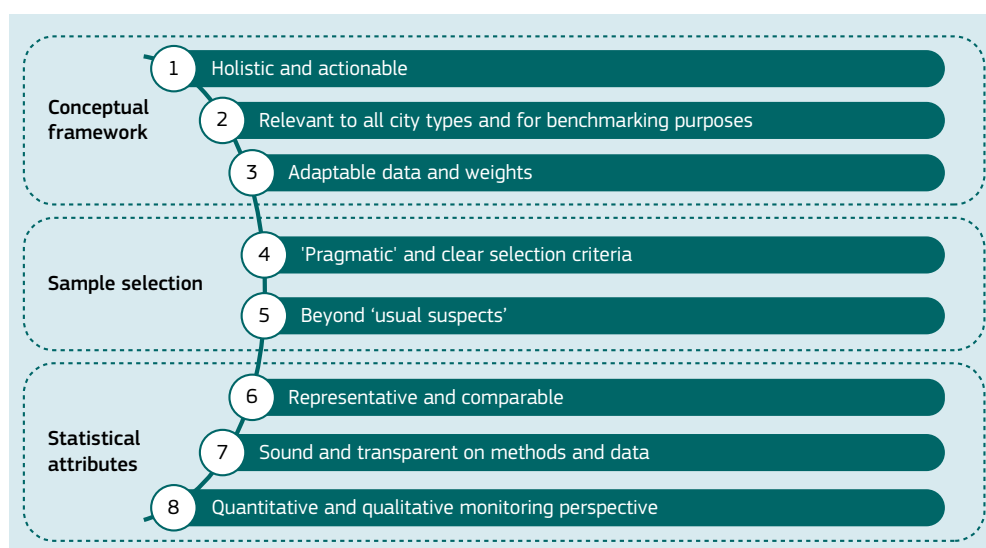 Conceptual
framework
1 Holistic and actionable
2 Relevant to all city types and for benchmarking purposes
3 Adaptable data and weights
Sample selection
4 'Pragmatic' and clear selection criteria
5 Beyond ‘usual suspects’
Statistical
attributes
6 Representative and comparable
7 Sound and transparent on methods and data
8 Quantitative and qualitative monitoring perspective